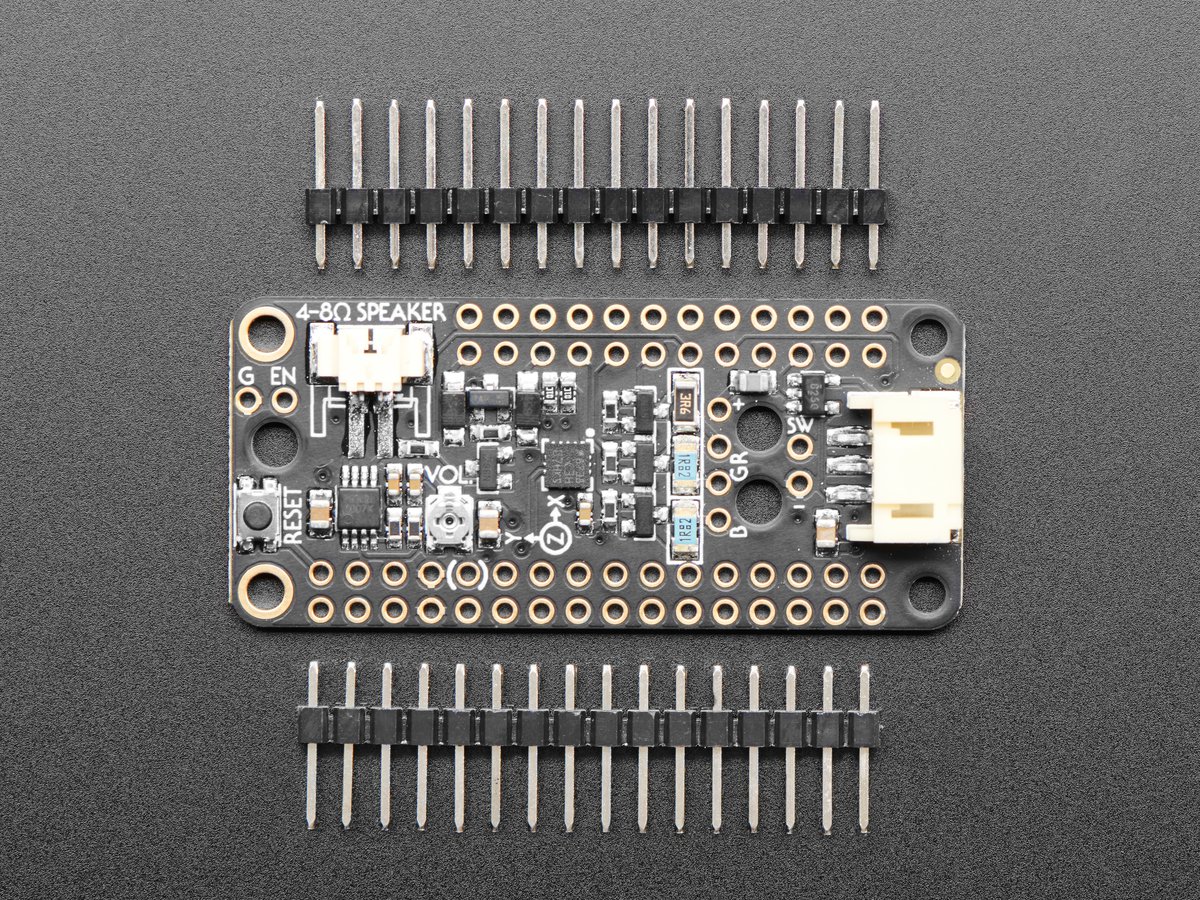 4-8Ω SPEAKER
G EN
3R6
+
SW
1R82
GR
VOL.
RESET
X
1R82
B
-
Y
Z